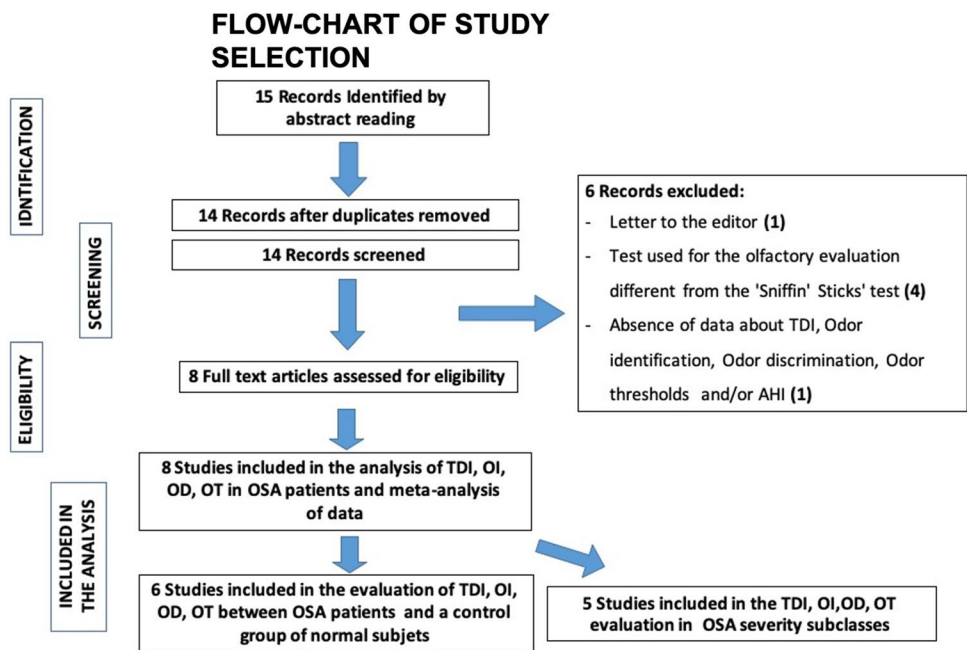 FLOW-CHART OF STUDY
SELECTION
IDNTIFICATION
15 Records Identified by
abstract reading
14 Records after duplicates removed
SCREENING
14 Records screened
6 Records excluded:
- Letter to the editor (1)
- Test used for the olfactory evaluation
different from the 'Sniffin' Sticks' test (4)
- Absence of data about TDI, Odor
identification, Odor discrimination, Odor
thresholds and/or AHI (1)
ELIGIBILITY
8 Full text articles assessed for eligibility
INCLUDED IN
THE ANALYSIS
8 Studies included in the analysis of TDI, OI,
OD, OT in OSA patients and meta-analysis
of data
6 Studies included in the evaluation of TDI, OI,
OD, OT between OSA patients and a control
group of normal subjets
5 Studies included in the TDI, OI,OD, OT
evaluation in OSA severity subclasses